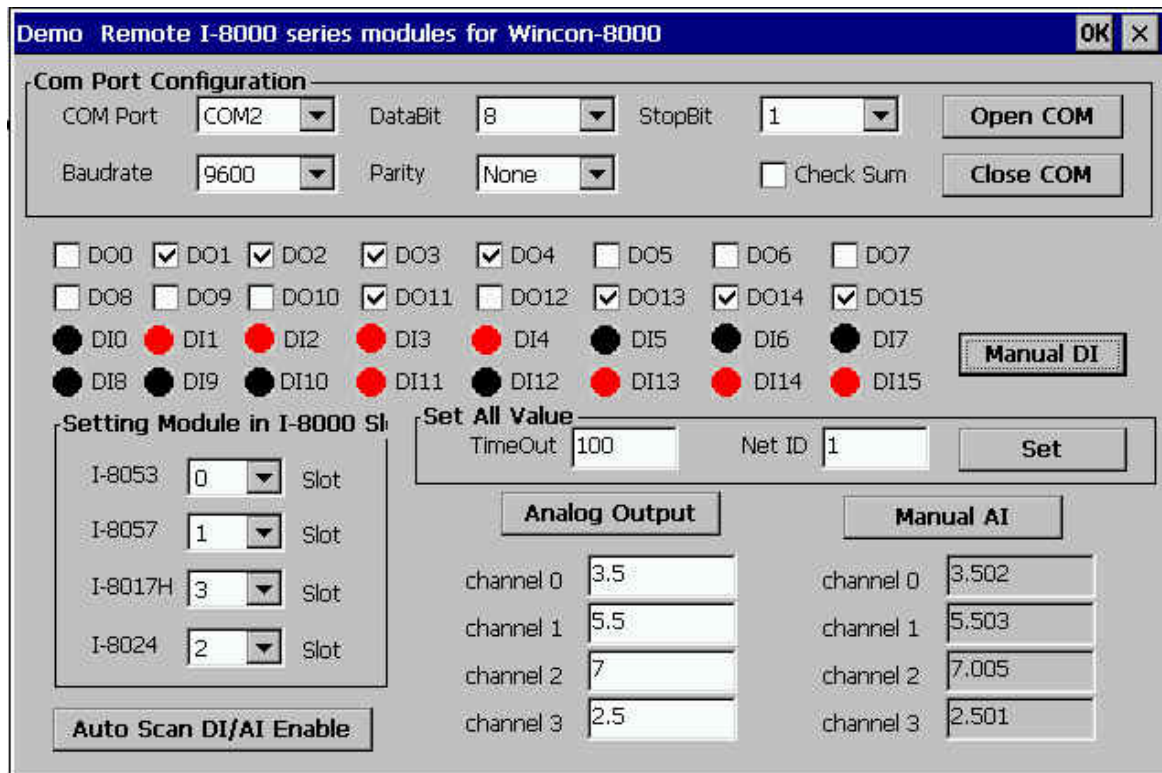 Demo Remote I-8000 series modules for Wincon-8000 OK ×
Com Port Configuration
COM Port COM2 DataBit 8 StopBit 1 Open COM
Baudrate 9600 Parity None Check Sum Close COM
DO0 DO1 DO2 DO3 DO4 DO5 DO6 DO7
DO8 DO9 DO10 DO11 DO12 DO13 DO14 DO15
DI0 DI1 DI2 DI3 DI4 DI5 DI6 DI7
Manual DI
DI8 DI9 DI10 DI11 DI12 DI13 DI14 DI15
Setting Module in I-8000 Sl
I-8053 0 Slot
I-8057 1 Slot
I-8017H 3 Slot
I-8024 2 Slot
Auto Scan DI/AI Enable
Set All Value
TimeOut 100 Net ID 1 Set
Analog Output
channel 0 3.5
channel 1 5.5
channel 2 7
channel 3 2.5
Manual AI
channel 0 3.502
channel 1 5.503
channel 2 7.005
channel 3 2.501